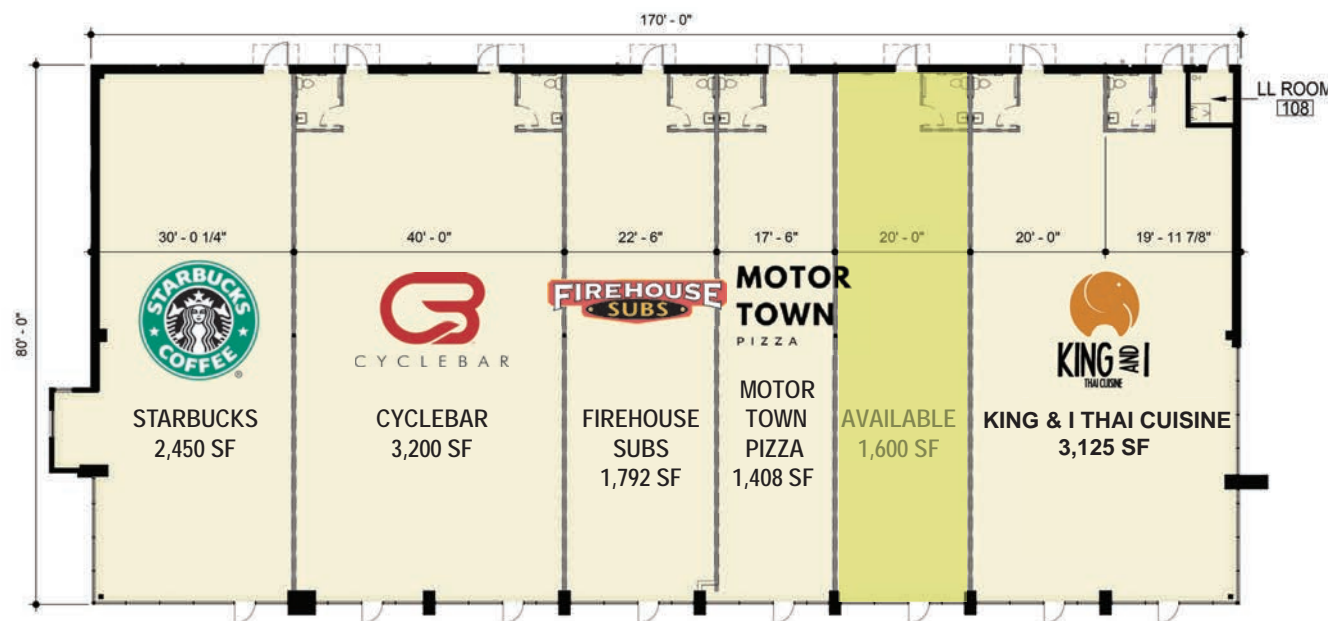 170' - 0"
LL ROOM
108
80' - 0"
30' - 0 1/4"
40' - 0"
22' - 6"
17' - 6"
20' - 0"
20' - 0"
19' - 11 7/8"
STARBUCKS
COFFEE
®
STARBUCKS
2,450 SF
CYCLEBAR
CYCLEBAR
3,200 SF
FIREHOUSE
SUBS
FIREHOUSE
SUBS
1,792 SF
MOTOR
TOWN
PIZZA
MOTOR
TOWN
PIZZA
1,408 SF
AVAILABLE
1,600 SF
KING AND I
THAI CUISINE
KING & I THAI CUISINE
3,125 SF